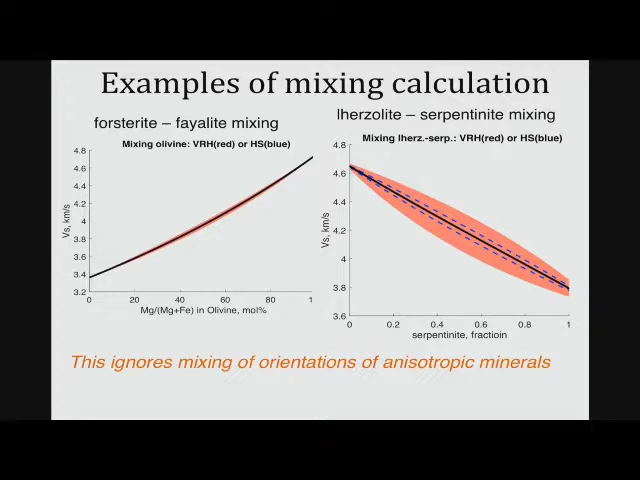 Examples of mixing calculation
forsterite – fayalite mixing
lherzolite – serpentinite mixing
Mixing olivine: VRH(red) or HS(blue)
4.8
4.6
4.4
4.2
4
3.8
3.6
3.4
3.2
Vs, km/s
0
20
40
60
80
1
Mg/(Mg+Fe) in Olivine, mol%
Mixing lherz.-serp.: VRH(red) or HS(blue)
4.8
4.6
4.4
4.2
4
3.8
3.6
Vs, km/s
0
0.2
0.4
0.6
0.8
1
serpentinite, fractioin
This ignores mixing of orientations of anisotropic minerals